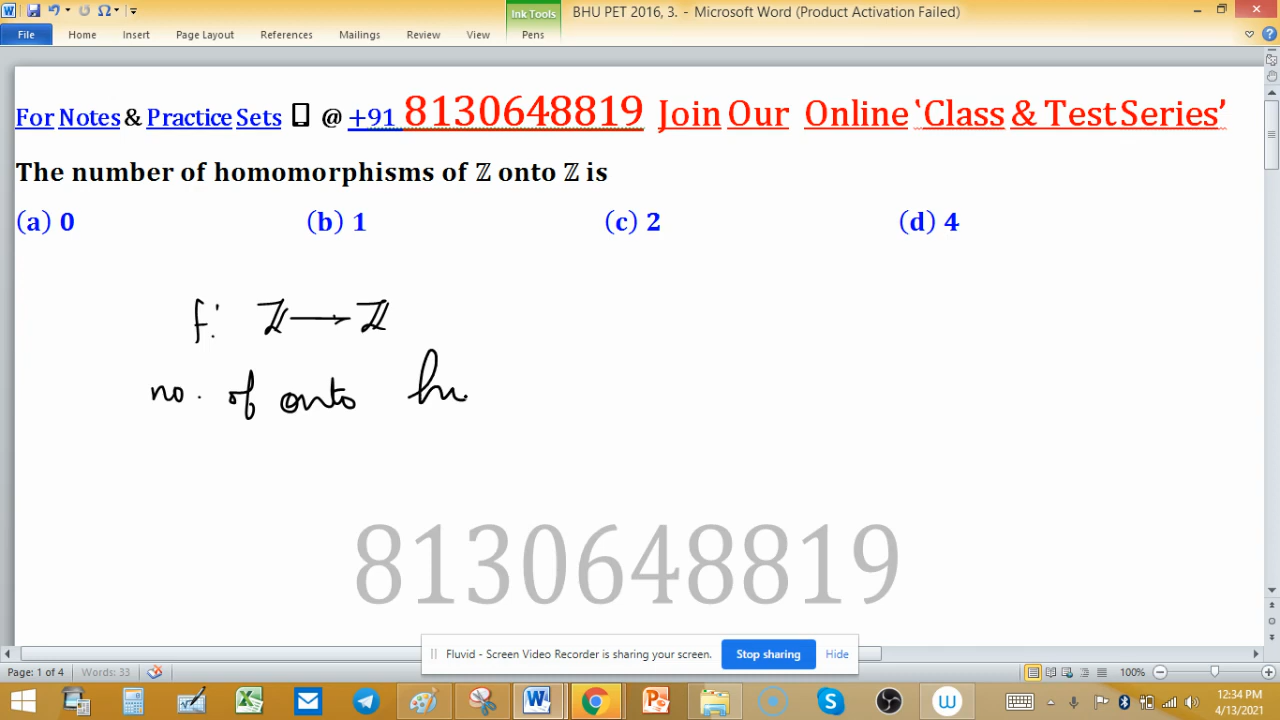 Ink Tools
BHU PET 2016, 3. - Microsoft Word (Product Activation Failed)
File Home Insert Page Layout References Mailings Review View Pens
For Notes & Practice Sets @ +91 8130648819 Join Our Online 'Class & Test Series'
The number of homomorphisms of ℤ onto ℤ is
(a) 0 (b) 1 (c) 2 (d) 4
f: ℤ → ℤ
no. of onto
8130648819
Fluvid - Screen Video Recorder is sharing your screen. Stop sharing Hide
Page: 1 of 4 Words: 33 100%
12:34 PM
4/13/2021